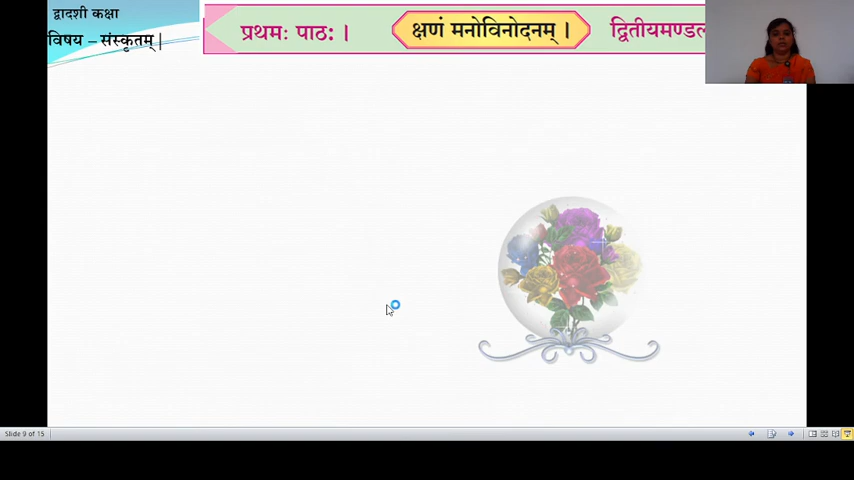 द्वादशी कक्षा
विषय – संस्कृतम् |
प्रथमः पाठः ।
क्षणं मनोविनोदनम् ।
द्वितीयमण्डल
Slide 9 of 15